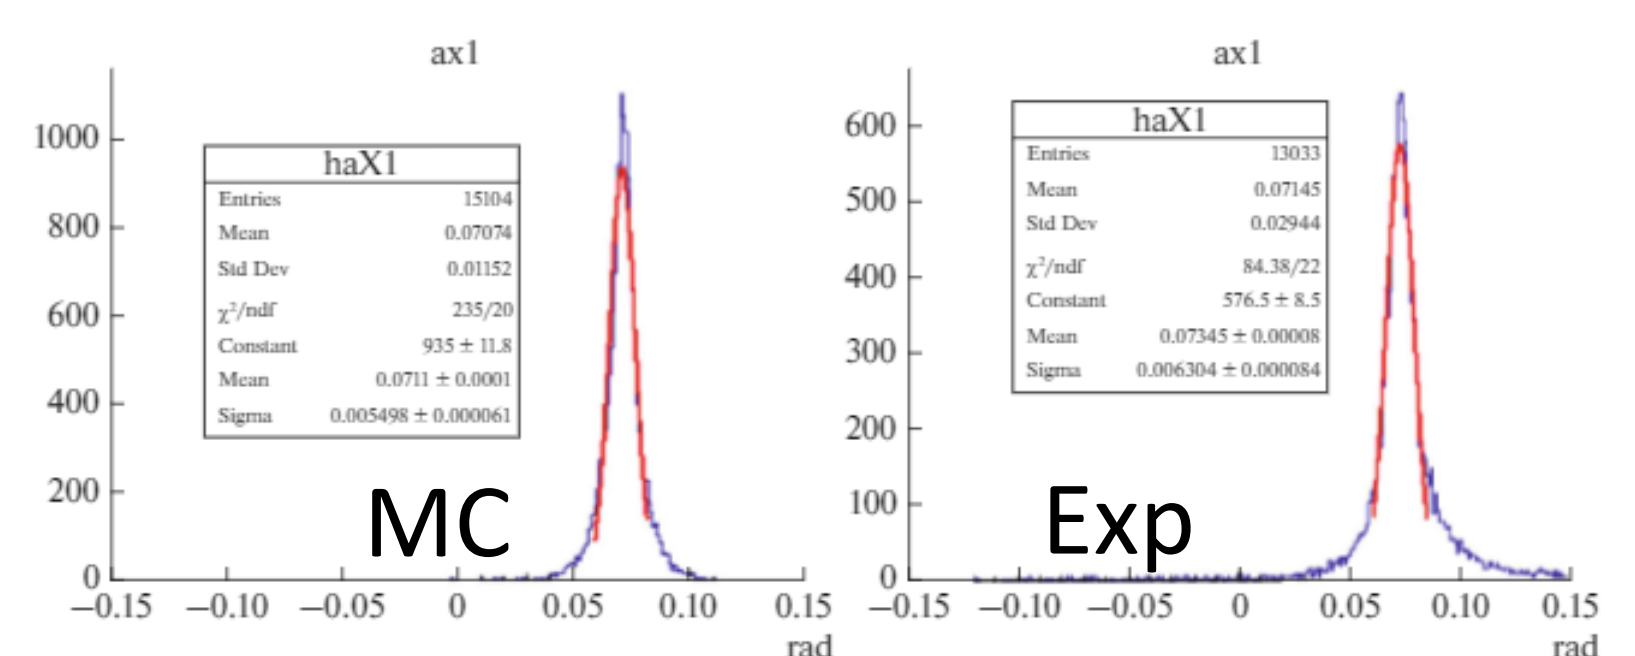 ax1
haX1
Entries 15104
Mean 0.07074
Std Dev 0.01152
χ²/ndf 235/20
Constant 935 ± 11.8
Mean 0.0711 ± 0.0001
Sigma 0.005498 ± 0.000061
1000
800
600
400
200
0
MC
−0.15 −0.10 −0.05 0 0.05 0.10 0.15
rad
ax1
haX1
Entries 13033
Mean 0.07145
Std Dev 0.02944
χ²/ndf 84.38/22
Constant 576.5 ± 8.5
Mean 0.07345 ± 0.00008
Sigma 0.006304 ± 0.000084
600
500
400
300
200
100
0
Exp
−0.15 −0.10 −0.05 0 0.05 0.10 0.15
rad